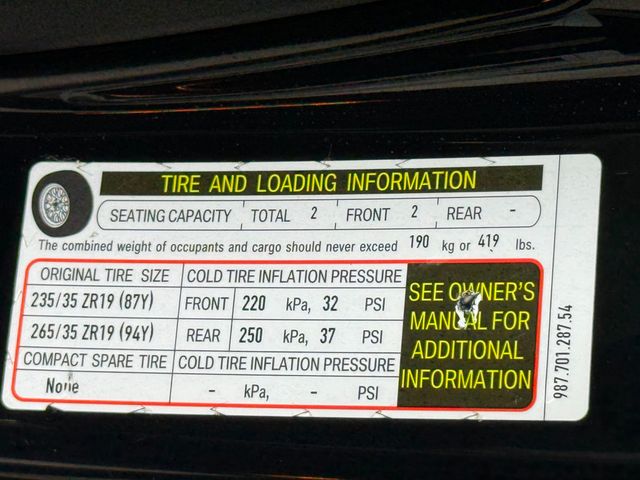 TIRE AND LOADING INFORMATION
SEATING CAPACITY TOTAL 2 FRONT 2 REAR -
The combined weight of occupants and cargo should never exceed 190 kg or 419 lbs.
ORIGINAL TIRE SIZE COLD TIRE INFLATION PRESSURE
235/35 ZR19 (87Y) FRONT 220 kPa, 32 PSI
265/35 ZR19 (94Y) REAR 250 kPa, 37 PSI
COMPACT SPARE TIRE COLD TIRE INFLATION PRESSURE
None - kPa, - PSI
SEE OWNER'S
MANUAL FOR
ADDITIONAL
INFORMATION
987.701.287.54